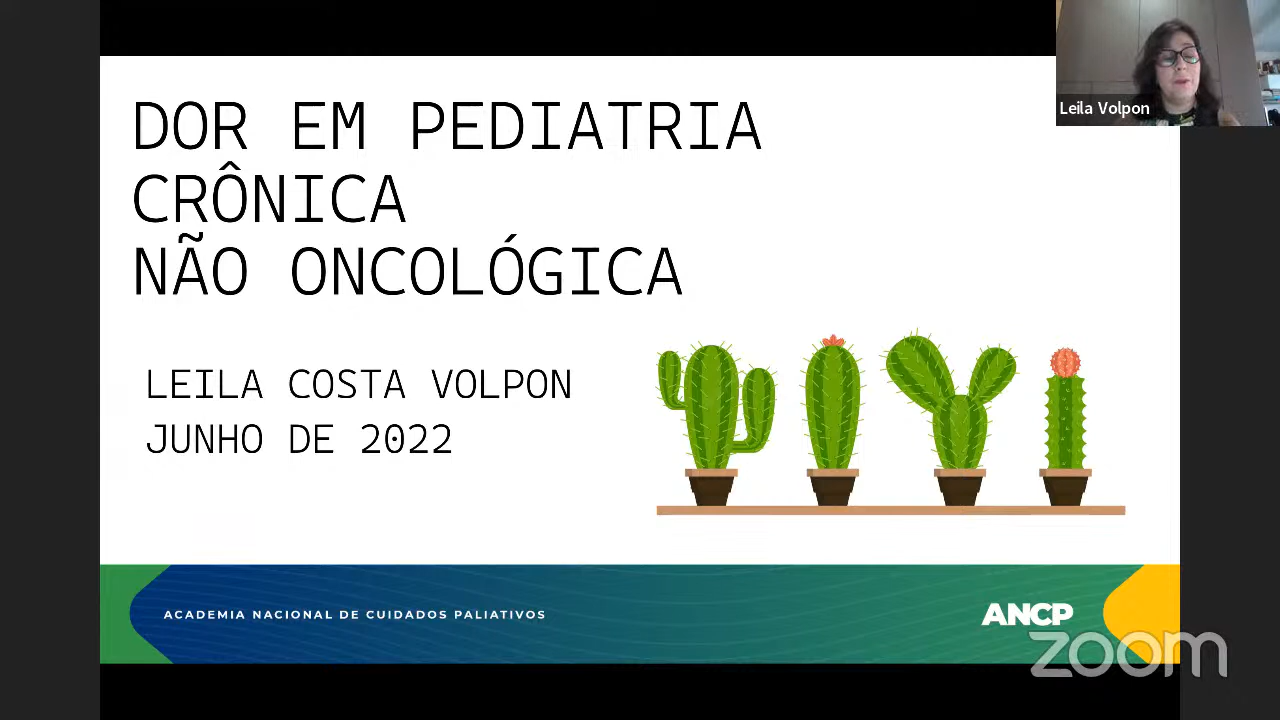 DOR EM PEDIATRIA
CRÔNICA
NÃO ONCOLÓGICA
LEILA COSTA VOLPON
JUNHO DE 2022
Leila Volpon
ACADEMIA NACIONAL DE CUIDADOS PALIATIVOS
ANCP
zoom